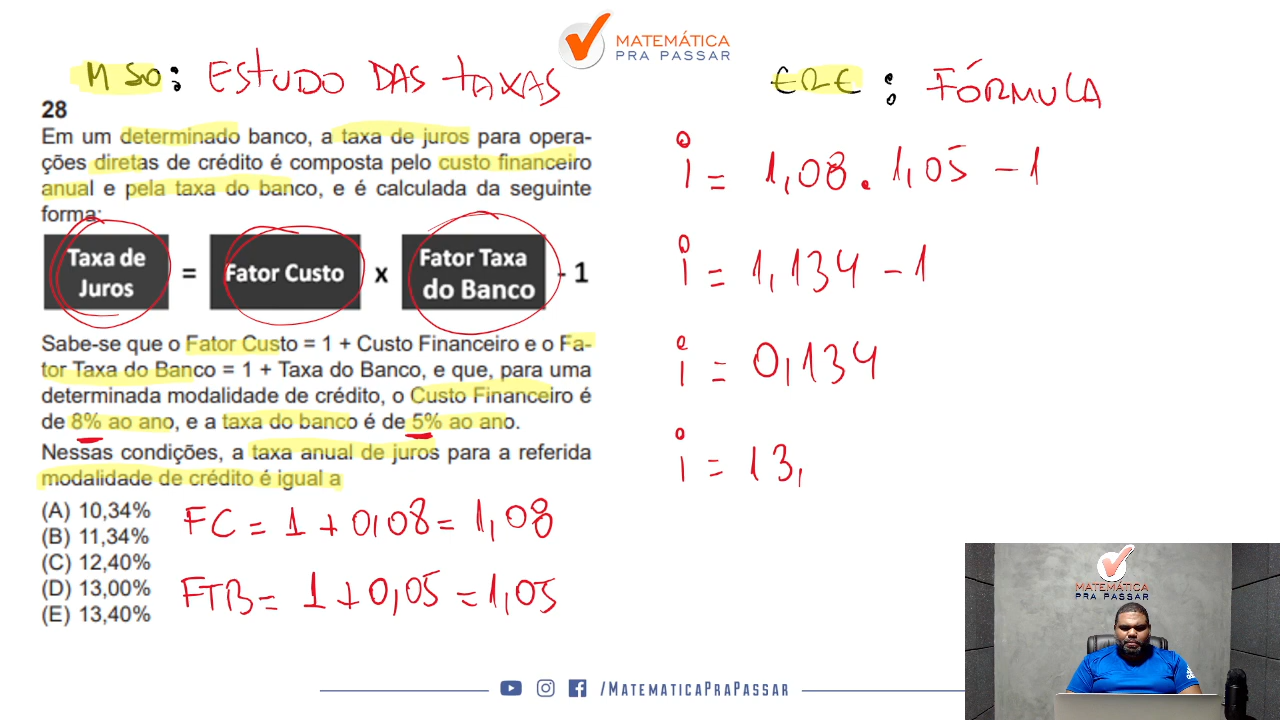 MATEMÁTICA
PRA PASSAR
MSO: ESTUDO DAS TAXAS
28
Em um determinado banco, a taxa de juros para opera-
ções diretas de crédito é composta pelo custo financeiro
anual e pela taxa do banco, e é calculada da seguinte
forma:
Taxa de Juros = Fator Custo x Fator Taxa do Banco - 1
Sabe-se que o Fator Custo = 1 + Custo Financeiro e o Fa-
tor Taxa do Banco = 1 + Taxa do Banco, e que, para uma
determinada modalidade de crédito, o Custo Financeiro é
de 8% ao ano, e a taxa do banco é de 5% ao ano.
Nessas condições, a taxa anual de juros para a referida
modalidade de crédito é igual a
(A) 10,34%
(B) 11,34%
(C) 12,40%
(D) 13,00%
(E) 13,40%
FC = 1 + 0,08 = 1,08
FTB = 1 + 0,05 = 1,05
: FÓRMULA
i = 1,08 . 1,05 - 1
i = 1,134 - 1
i = 0,134
i = 13,
MATEMÁTICA
PRA PASSAR
/MATEMATICAPRAPASSAR